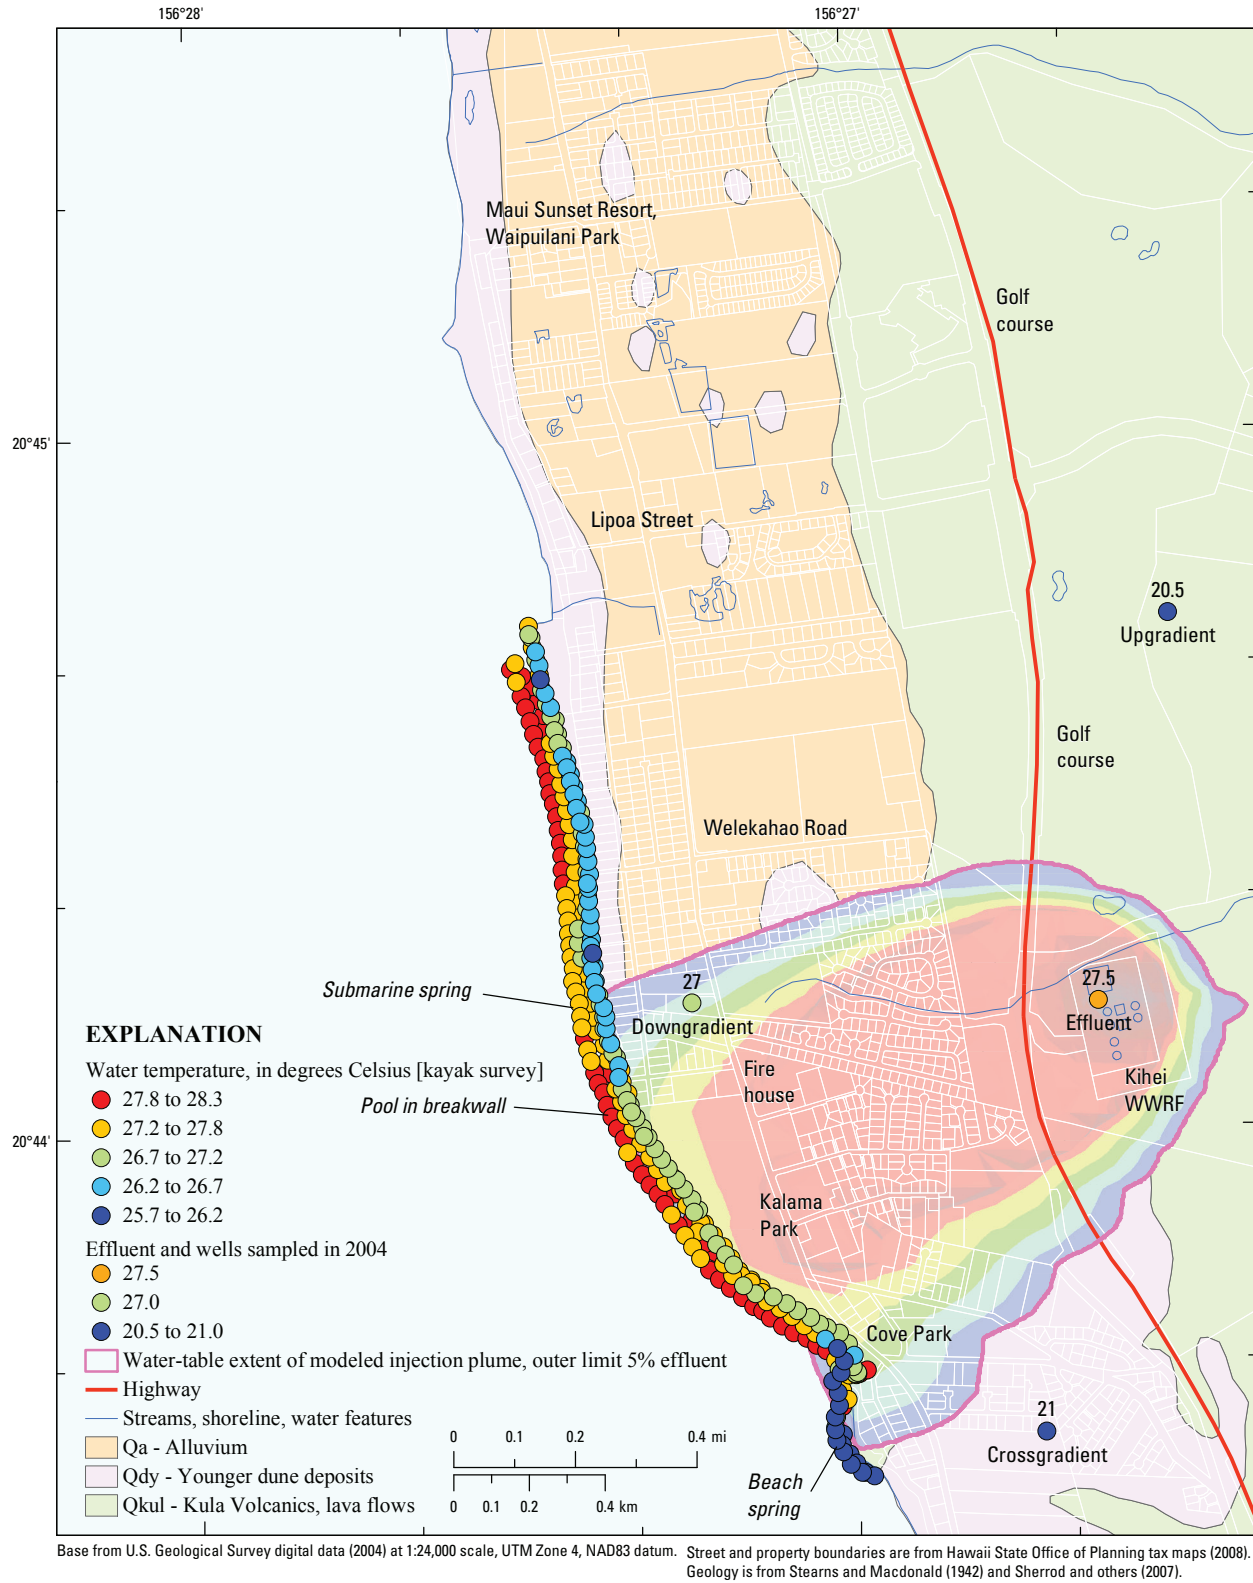 156°28'
156°27'
Maui Sunset Resort,
Waipuilani Park
Golf
course
20°45'
Lipoa Street
20.5
Upgradient
Golf
course
Welekahao Road
Submarine spring
27
Downgradient
27.5
Effluent
Fire
house
Kihei
WWRF
Pool in breakwall
20°44'
Kalama
Park
Cove Park
21
Crossgradient
Beach
spring
EXPLANATION
Water temperature, in degrees Celsius [kayak survey]
27.8 to 28.3
27.2 to 27.8
26.7 to 27.2
26.2 to 26.7
25.7 to 26.2
Effluent and wells sampled in 2004
27.5
27.0
20.5 to 21.0
Water-table extent of modeled injection plume, outer limit 5% effluent
Highway
Streams, shoreline, water features
Qa - Alluvium
Qdy - Younger dune deposits
Qkul - Kula Volcanics, lava flows
0 0.1 0.2 0.4 mi
0 0.1 0.2 0.4 km
Base from U.S. Geological Survey digital data (2004) at 1:24,000 scale, UTM Zone 4, NAD83 datum.
Street and property boundaries are from Hawaii State Office of Planning tax maps (2008).
Geology is from Stearns and Macdonald (1942) and Sherrod and others (2007).